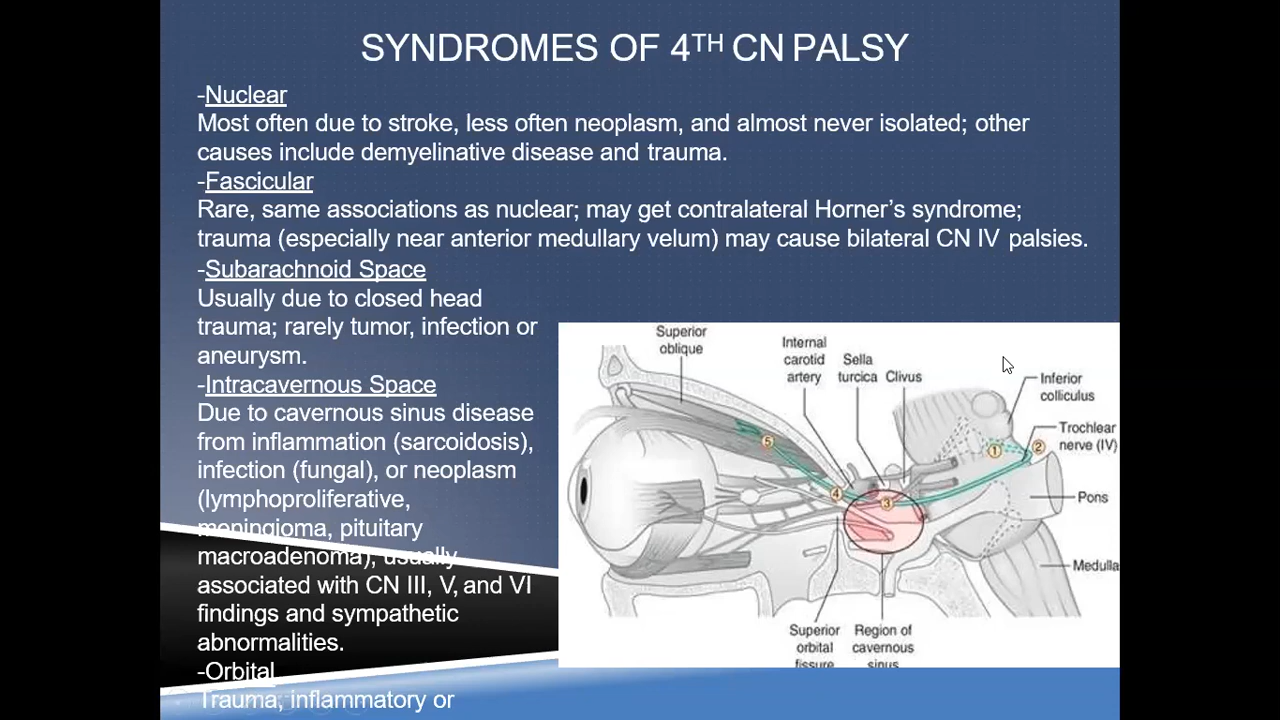 SYNDROMES OF 4TH CN PALSY
-Nuclear
Most often due to stroke, less often neoplasm, and almost never isolated; other
causes include demyelinative disease and trauma.
-Fascicular
Rare, same associations as nuclear; may get contralateral Horner’s syndrome;
trauma (especially near anterior medullary velum) may cause bilateral CN IV palsies.
-Subarachnoid Space
Usually due to closed head
trauma; rarely tumor, infection or
aneurysm.
-Intracavernous Space
Due to cavernous sinus disease
from inflammation (sarcoidosis),
infection (fungal), or neoplasm
(lymphoproliferative,
meningioma, pituitary
macroadenoma), usually
associated with CN III, V, and VI
findings and sympathetic
abnormalities.
-Orbital
Trauma, inflammatory or
Superior
oblique
Internal
carotid
artery
Sella
turcica
Clivus
Inferior
colliculus
Trochlear
nerve (IV)
Pons
Medulla
1
2
3
4
5
Superior
orbital
fissure
Region of
cavernous
sinus